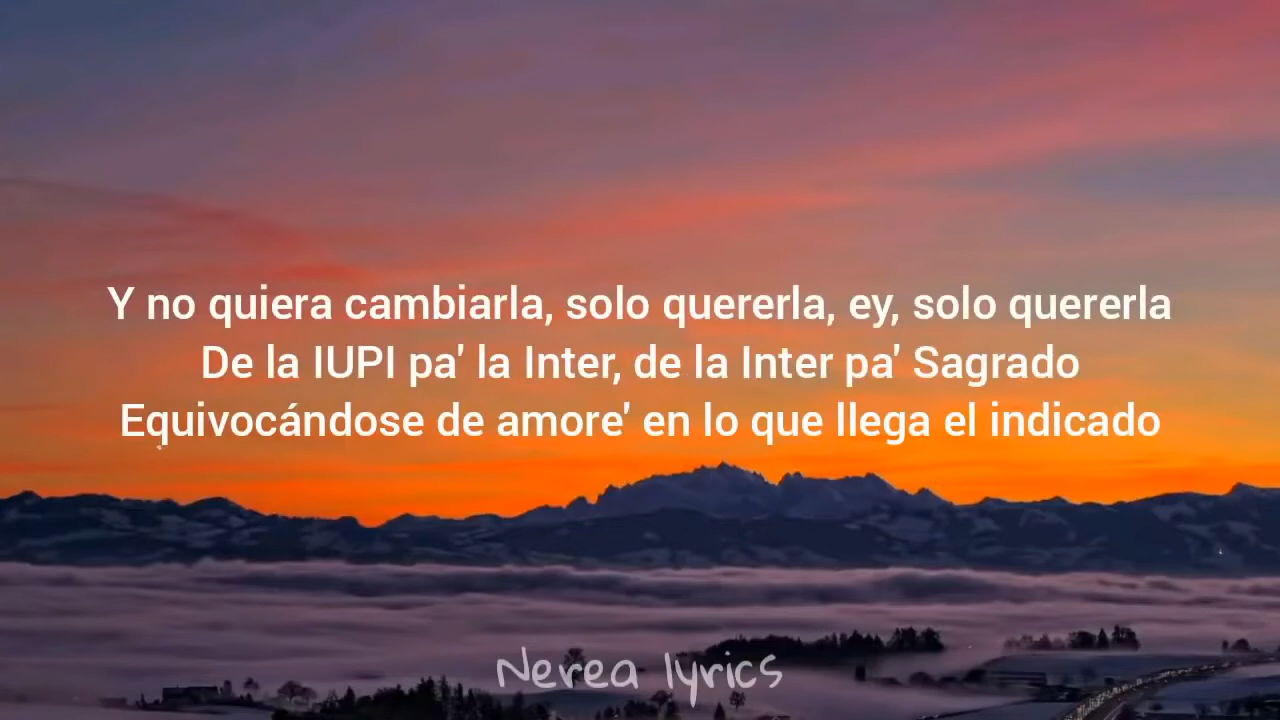 Y no quiera cambiarla, solo quererla, ey, solo quererla
De la IUPI pa' la Inter, de la Inter pa' Sagrado
Equivocándose de amore' en lo que llega el indicado
Nerea lyrics